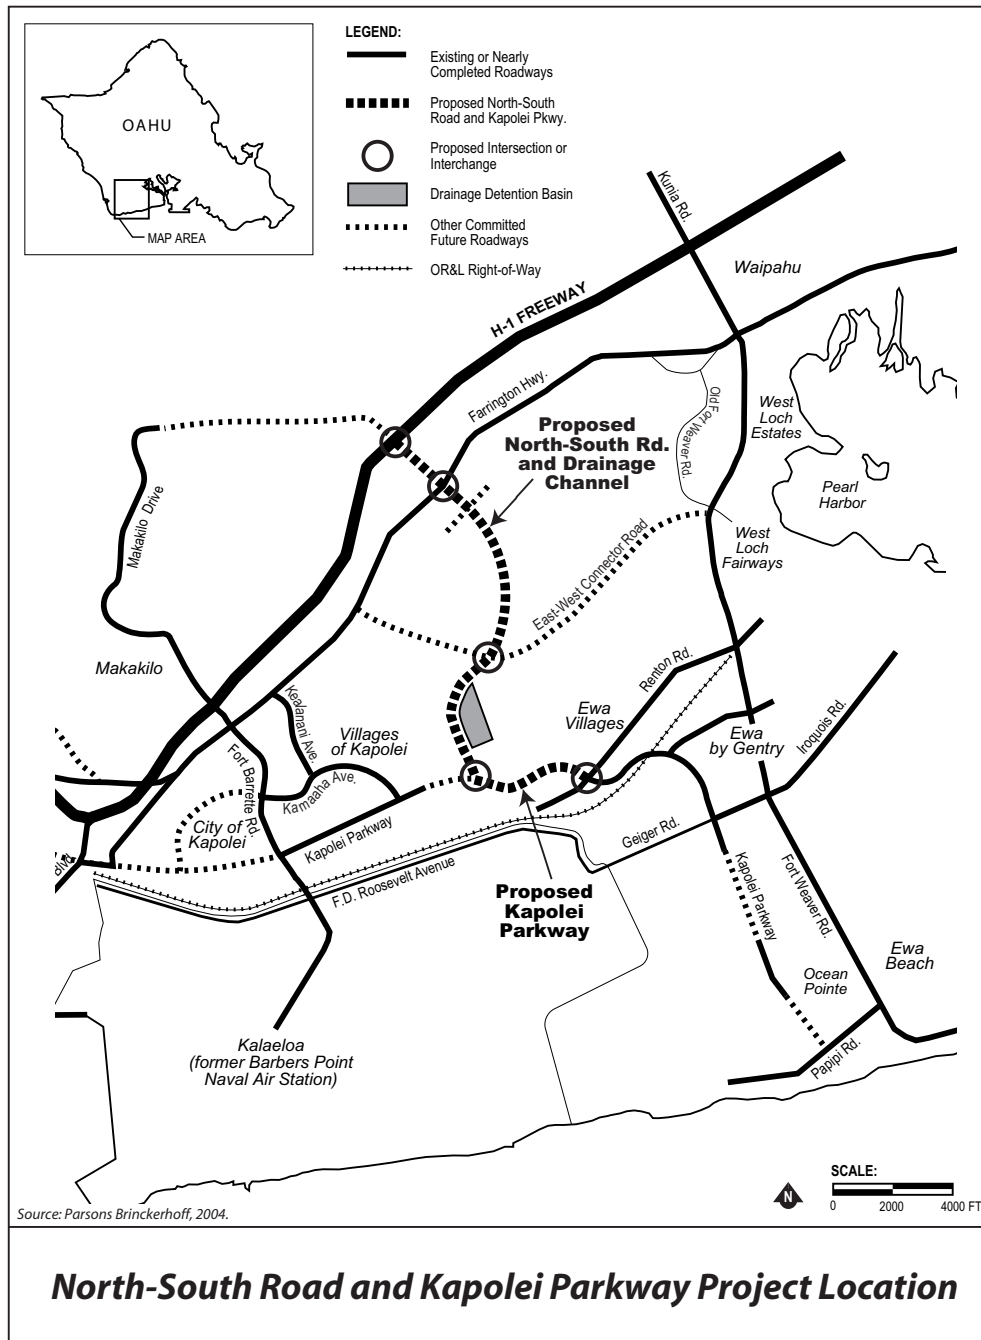 LEGEND:
Existing or Nearly
Completed Roadways
Proposed North-South
Road and Kapolei Pkwy.
Proposed Intersection or
Interchange
Drainage Detention Basin
Other Committed
Future Roadways
OR&L Right-of-Way
OAHU
MAP AREA
Kunia Rd.
Waipahu
H-1 FREEWAY
Farrington Hwy.
Old Fort Weaver Rd.
West
Loch
Estates
Proposed
North-South Rd.
and Drainage
Channel
Pearl
Harbor
Makakilo Drive
West
Loch
Fairways
East-West Connector Road
Makakilo
Renton Rd.
Kealanani Ave.
Villages
of Kapolei
Ewa
Villages
Ewa
by Gentry
Iroquois Rd.
Fort Barrette Rd.
Kamaaha Ave.
City of
Kapolei
Kapolei Parkway
Geiger Rd.
Blvd.
F.D. Roosevelt Avenue
Proposed
Kapolei
Parkway
Kapolei Parkway
Fort Weaver Rd.
Ewa
Beach
Ocean
Pointe
Kalaeloa
(former Barbers Point
Naval Air Station)
Papipi Rd.
SCALE:
N
0 2000 4000 FT
Source: Parsons Brinckerhoff, 2004.
North-South Road and Kapolei Parkway Project Location